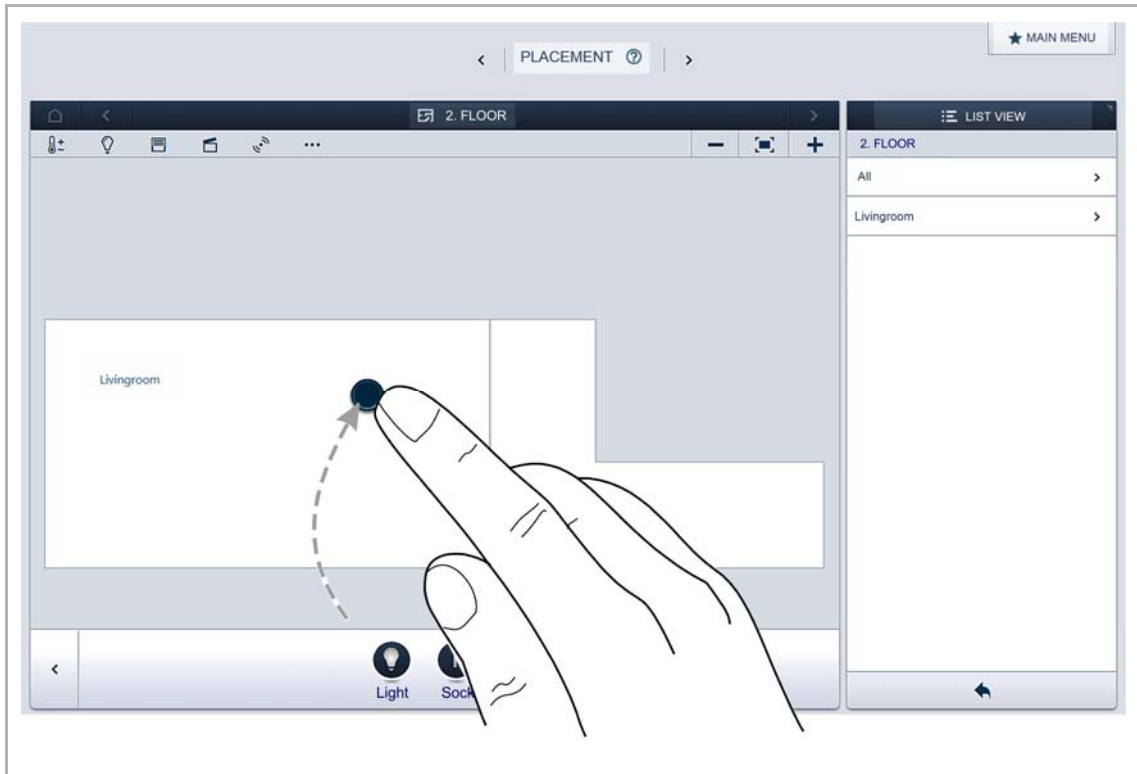 MAIN MENU
PLACEMENT ?
2. FLOOR
LIST VIEW
2. FLOOR
All
Livingroom
Livingroom
Light